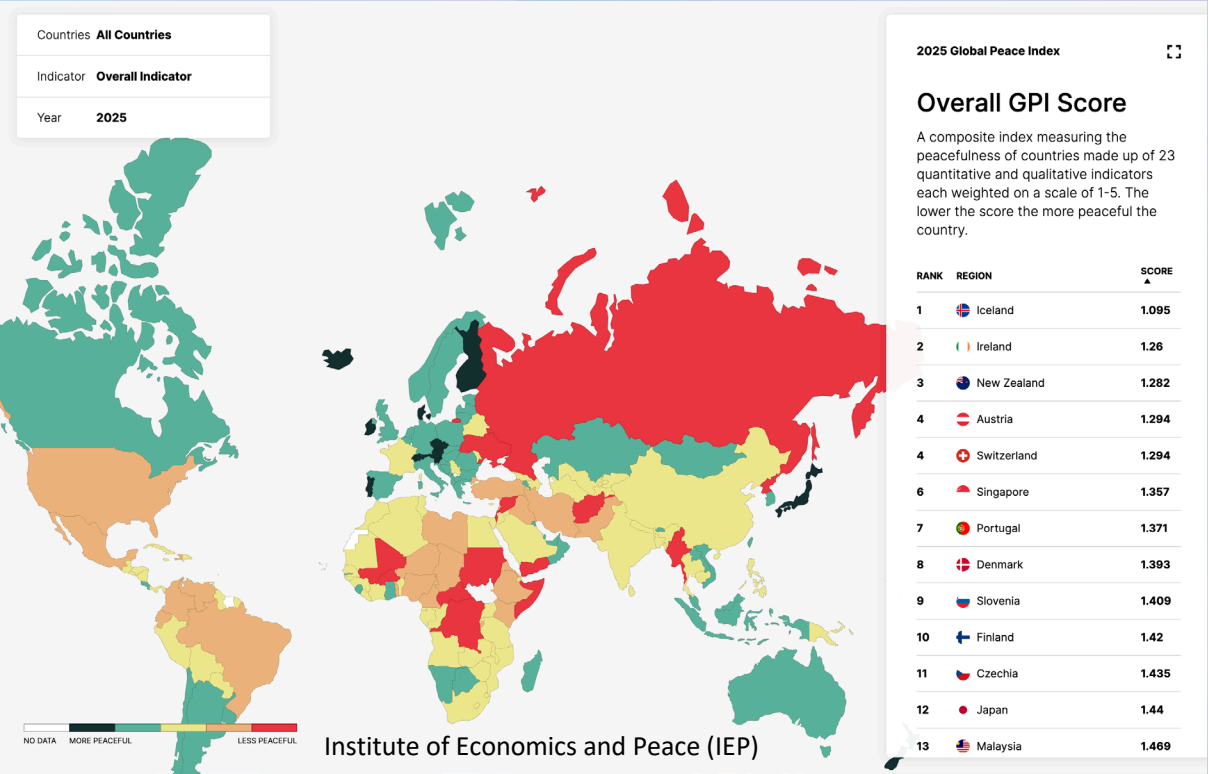 Countries All Countries
Indicator Overall Indicator
Year 2025
2025 Global Peace Index
Overall GPI Score
A composite index measuring the
peacefulness of countries made up of 23
quantitative and qualitative indicators
each weighted on a scale of 1-5. The
lower the score the more peaceful the
country.
RANK REGION SCORE
1 Iceland 1.095
2 Ireland 1.26
3 New Zealand 1.282
4 Austria 1.294
4 Switzerland 1.294
6 Singapore 1.357
7 Portugal 1.371
8 Denmark 1.393
9 Slovenia 1.409
10 Finland 1.42
11 Czechia 1.435
12 Japan 1.44
13 Malaysia 1.469
NO DATA MORE PEACEFUL LESS PEACEFUL
Institute of Economics and Peace (IEP)